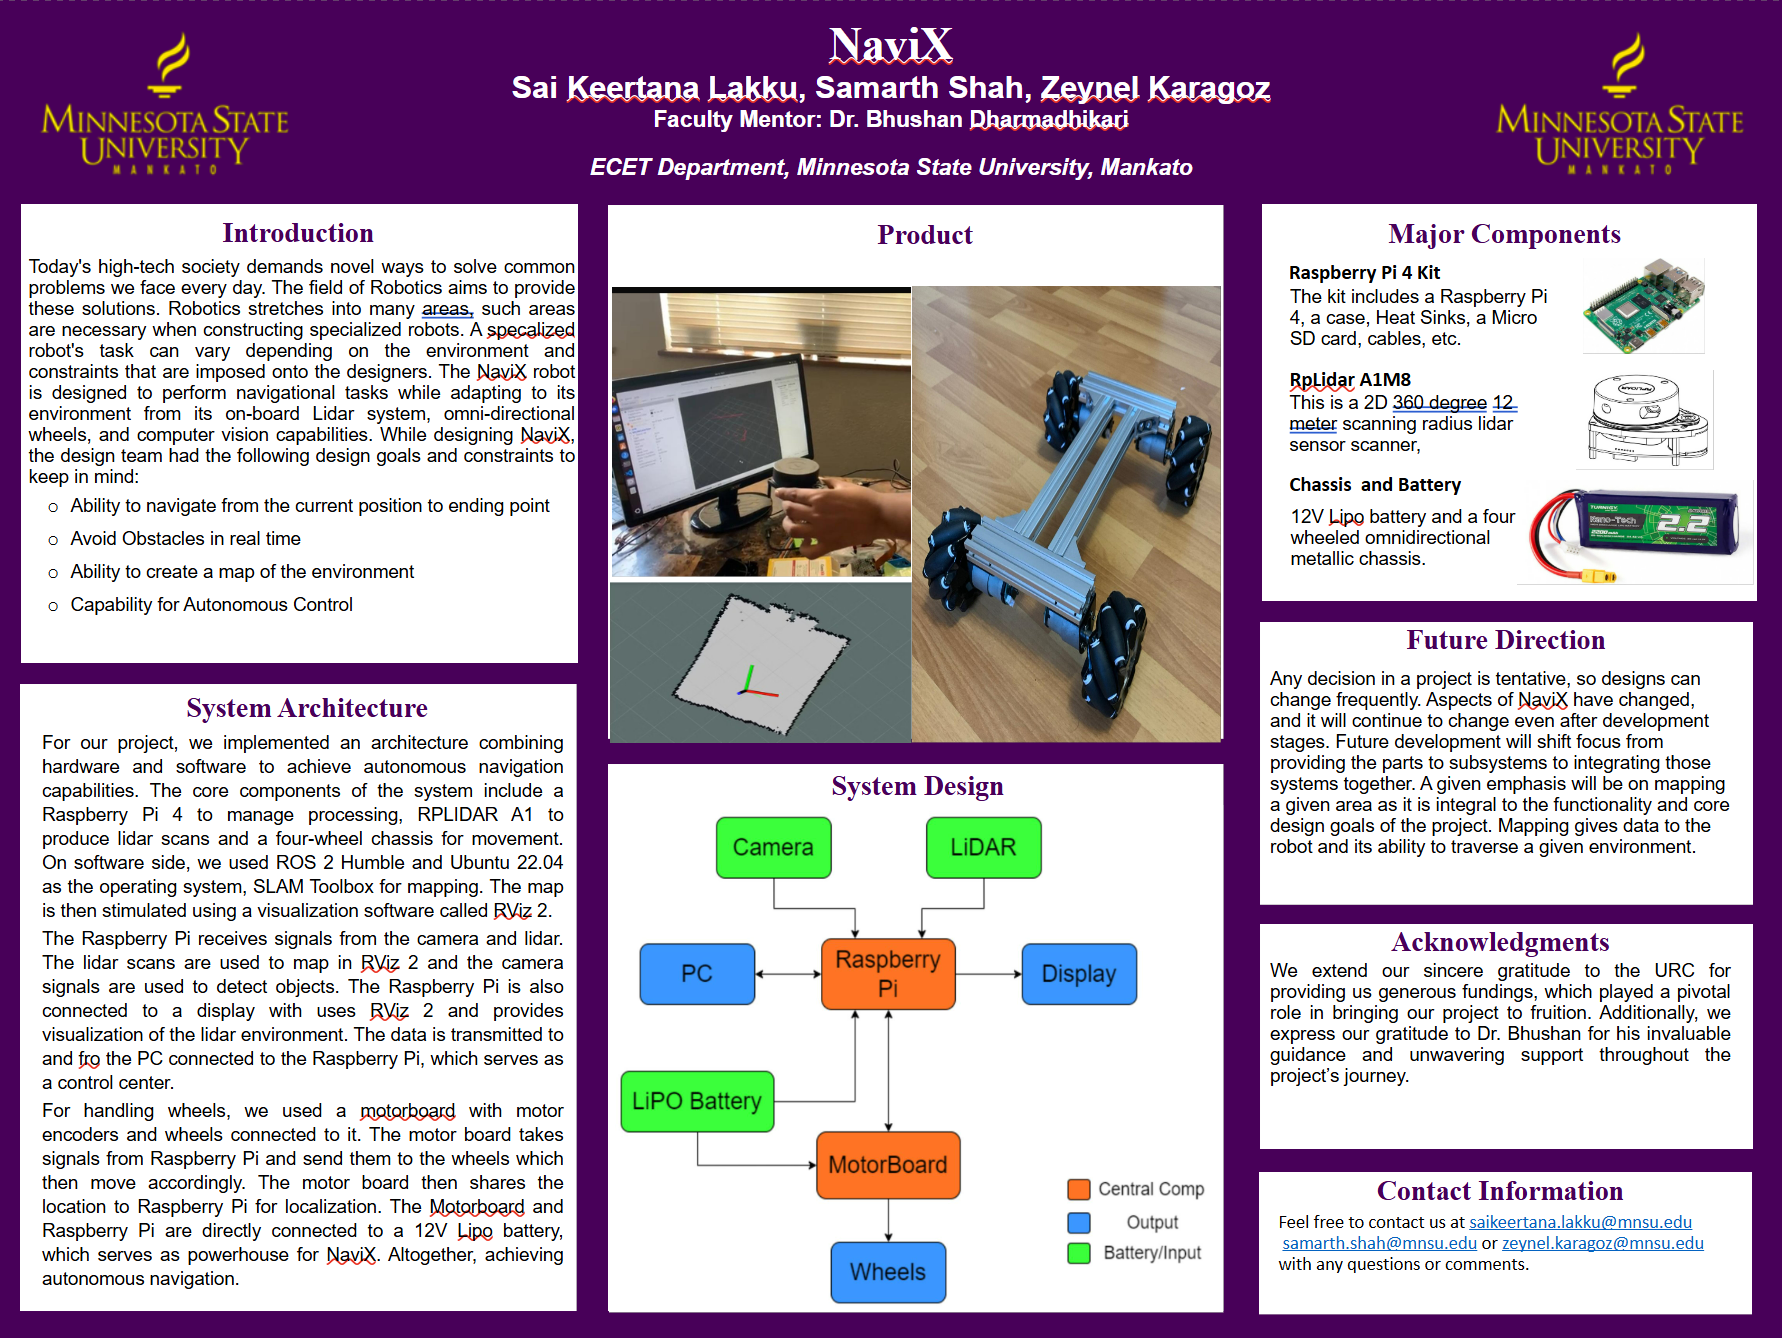 NaviX
Sai Keertana Lakku, Samarth Shah, Zeynel Karagoz
Faculty Mentor: Dr. Bhushan Dharmadhikari
ECET Department, Minnesota State University, Mankato
MINNESOTA STATE
UNIVERSITY
MANKATO
MINNESOTA STATE
UNIVERSITY
MANKATO
Introduction
Today's high-tech society demands novel ways to solve common
problems we face every day. The field of Robotics aims to provide
these solutions. Robotics stretches into many areas, such areas
are necessary when constructing specialized robots. A specalized
robot's task can vary depending on the environment and
constraints that are imposed onto the designers. The NaviX robot
is designed to perform navigational tasks while adapting to its
environment from its on-board Lidar system, omni-directional
wheels, and computer vision capabilities. While designing NaviX,
the design team had the following design goals and constraints to
keep in mind:
o Ability to navigate from the current position to ending point
o Avoid Obstacles in real time
o Ability to create a map of the environment
o Capability for Autonomous Control
System Architecture
For our project, we implemented an architecture combining
hardware and software to achieve autonomous navigation
capabilities. The core components of the system include a
Raspberry Pi 4 to manage processing, RPLIDAR A1 to
produce lidar scans and a four-wheel chassis for movement.
On software side, we used ROS 2 Humble and Ubuntu 22.04
as the operating system, SLAM Toolbox for mapping. The map
is then stimulated using a visualization software called RViz 2.
The Raspberry Pi receives signals from the camera and lidar.
The lidar scans are used to map in RViz 2 and the camera
signals are used to detect objects. The Raspberry Pi is also
connected to a display with uses RViz 2 and provides
visualization of the lidar environment. The data is transmitted to
and fro the PC connected to the Raspberry Pi, which serves as
a control center.
For handling wheels, we used a motorboard with motor
encoders and wheels connected to it. The motor board takes
signals from Raspberry Pi and send them to the wheels which
then move accordingly. The motor board then shares the
location to Raspberry Pi for localization. The Motorboard and
Raspberry Pi are directly connected to a 12V Lipo battery,
which serves as powerhouse for NaviX. Altogether, achieving
autonomous navigation.
Product
System Design
Camera
LiDAR
PC
Raspberry
Pi
Display
LiPO Battery
MotorBoard
Wheels
Central Comp
Output
Battery/Input
Major Components
Raspberry Pi 4 Kit
The kit includes a Raspberry Pi
4, a case, Heat Sinks, a Micro
SD card, cables, etc.
RpLidar A1M8
This is a 2D 360 degree 12
meter scanning radius lidar
sensor scanner,
RPLIDAR
Chassis and Battery
12V Lipo battery and a four
wheeled omnidirectional
metallic chassis.
TURNIGY
Nano-Tech
2.2
2200mAh
Future Direction
Any decision in a project is tentative, so designs can
change frequently. Aspects of NaviX have changed,
and it will continue to change even after development
stages. Future development will shift focus from
providing the parts to subsystems to integrating those
systems together. A given emphasis will be on mapping
a given area as it is integral to the functionality and core
design goals of the project. Mapping gives data to the
robot and its ability to traverse a given environment.
Acknowledgments
We extend our sincere gratitude to the URC for
providing us generous fundings, which played a pivotal
role in bringing our project to fruition. Additionally, we
express our gratitude to Dr. Bhushan for his invaluable
guidance and unwavering support throughout the
project’s journey.
Contact Information
Feel free to contact us at saikeertana.lakku@mnsu.edu
samarth.shah@mnsu.edu or zeynel.karagoz@mnsu.edu
with any questions or comments.